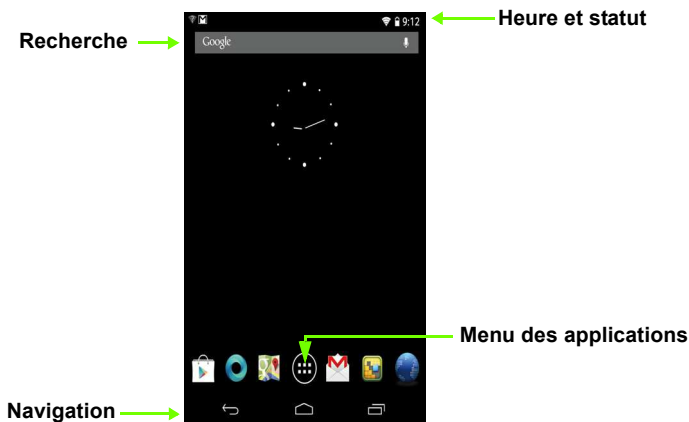 9:12
Heure et statut
Recherche
Google
Menu des applications
Navigation